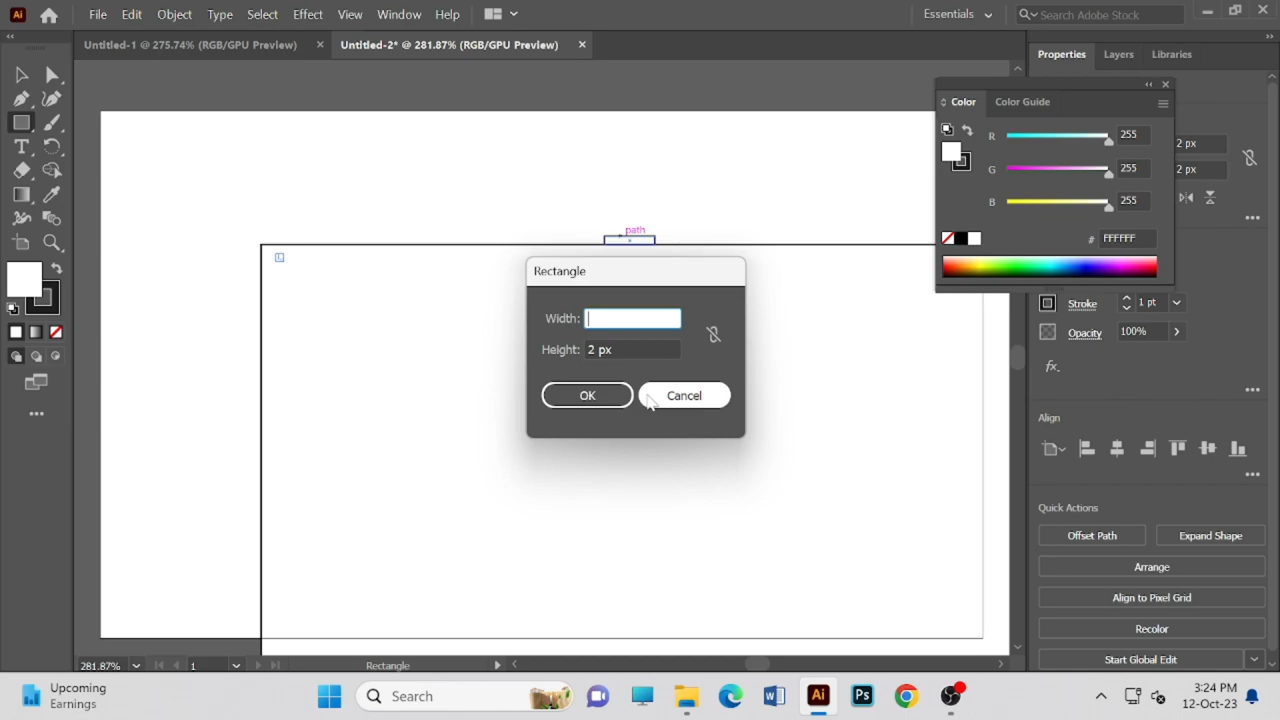 Ai File Edit Object Type Select Effect View Window Help Essentials Search Adobe Stock
Untitled-1 @ 275.74% (RGB/GPU Preview) Untitled-2* @ 281.87% (RGB/GPU Preview)
Properties Layers Libraries
Color Color Guide
R 255
2 px
G 255
2 px
B 255
# FFFFFF
path
Rectangle
Width:
Height: 2 px
OK Cancel
Stroke 1 pt
Opacity 100%
fx.
Align
Quick Actions
Offset Path Expand Shape
Arrange
Align to Pixel Grid
Recolor
Start Global Edit
281.87% 1 Rectangle
Upcoming
Earnings
Search
W Ai Ps
3:24 PM
12-Oct-23